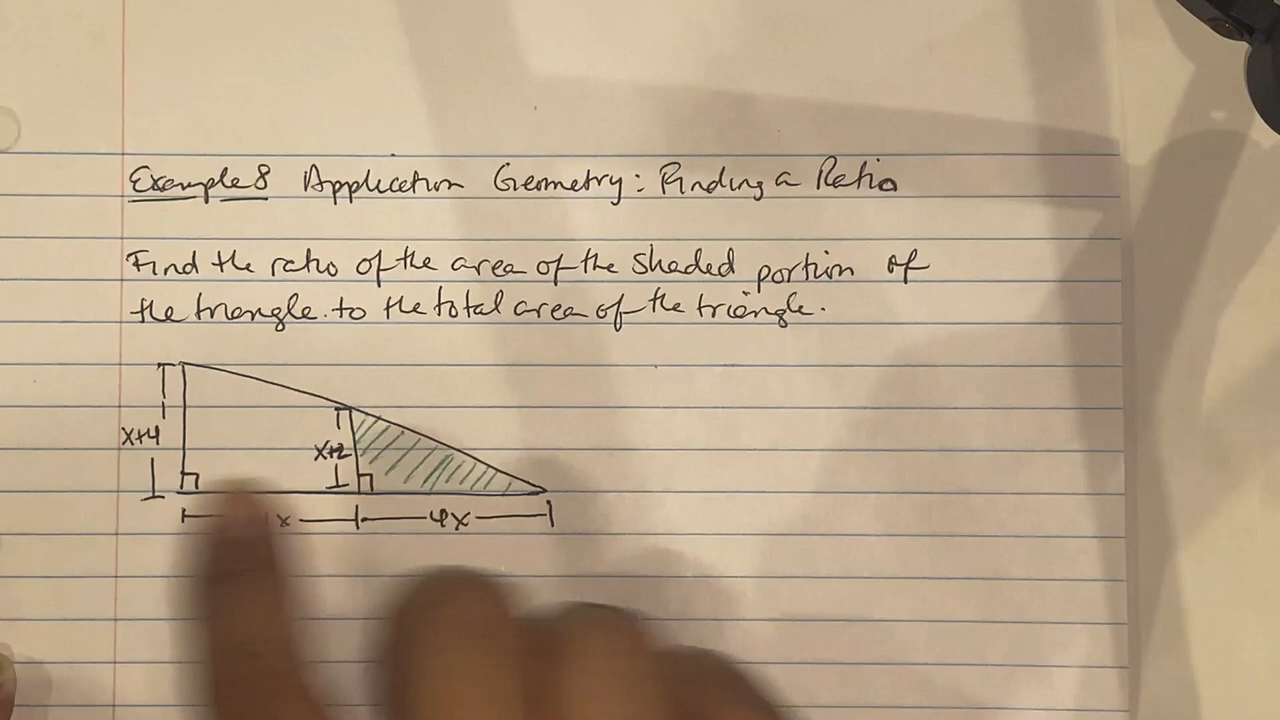 Example 8 Application Geometry: Finding a Ratio
Find the ratio of the area of the shaded portion of
the triangle. to the total area of the triangle.
x+4
x+2
x
4x